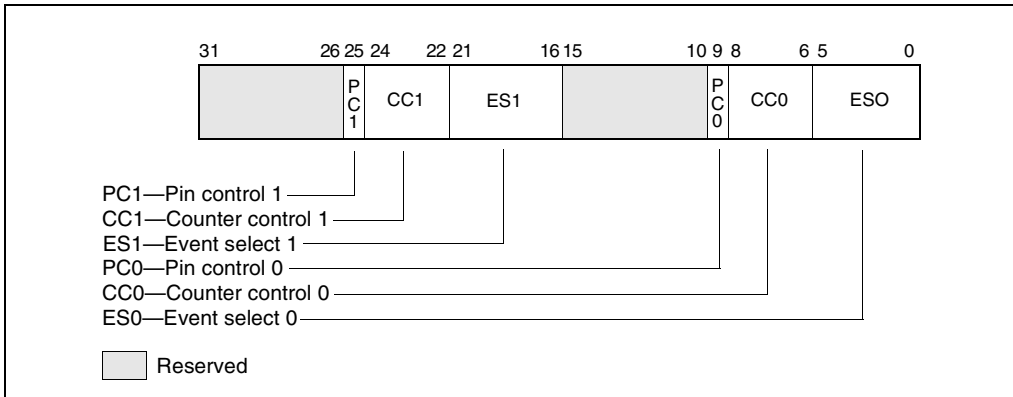 31 26 25 24 22 21 16 15 10 9 8 6 5 0
PC1 CC1 ES1 PC0 CC0 ESO
PC1—Pin control 1
CC1—Counter control 1
ES1—Event select 1
PC0—Pin control 0
CC0—Counter control 0
ES0—Event select 0
Reserved